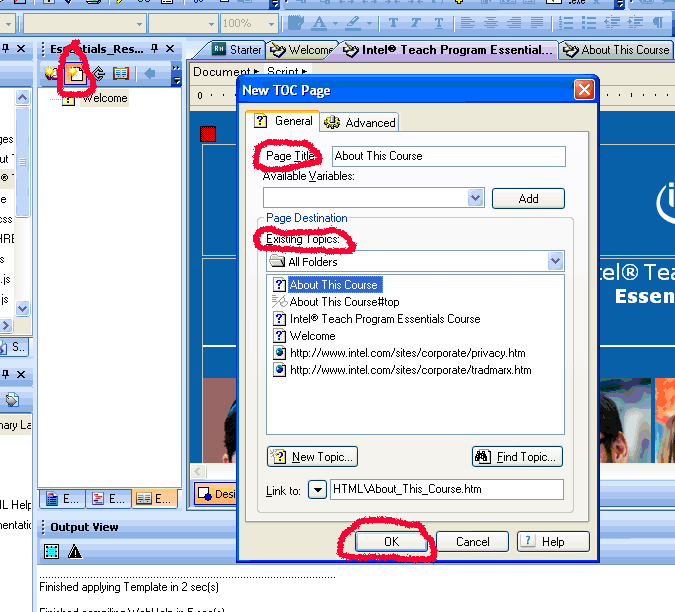 100%
Essentials_Res...
Welcome
Starter
Welcome
Intel® Teach Program Essential...
About This Course
Document
Script
0
New TOC Page
General
Advanced
Page Title
About This Course
Available Variables:
Add
Page Destination
Existing Topics:
All Folders
About This Course
About This Course#top
Intel® Teach Program Essentials Course
Welcome
http://www.intel.com/sites/corporate/privacy.htm
http://www.intel.com/sites/corporate/tradmarx.htm
New Topic...
Find Topic...
Link to:
HTML\About_This_Course.htm
OK
Cancel
Help
tel® Tea
Essen
ages
css
.js
js
S..
nary La
ML Help
mentatio
E...
E...
E...
Desi
Output View
Finished applying Template in 2 sec(s)
Finished compiling WebHelp in 5 sec(s)